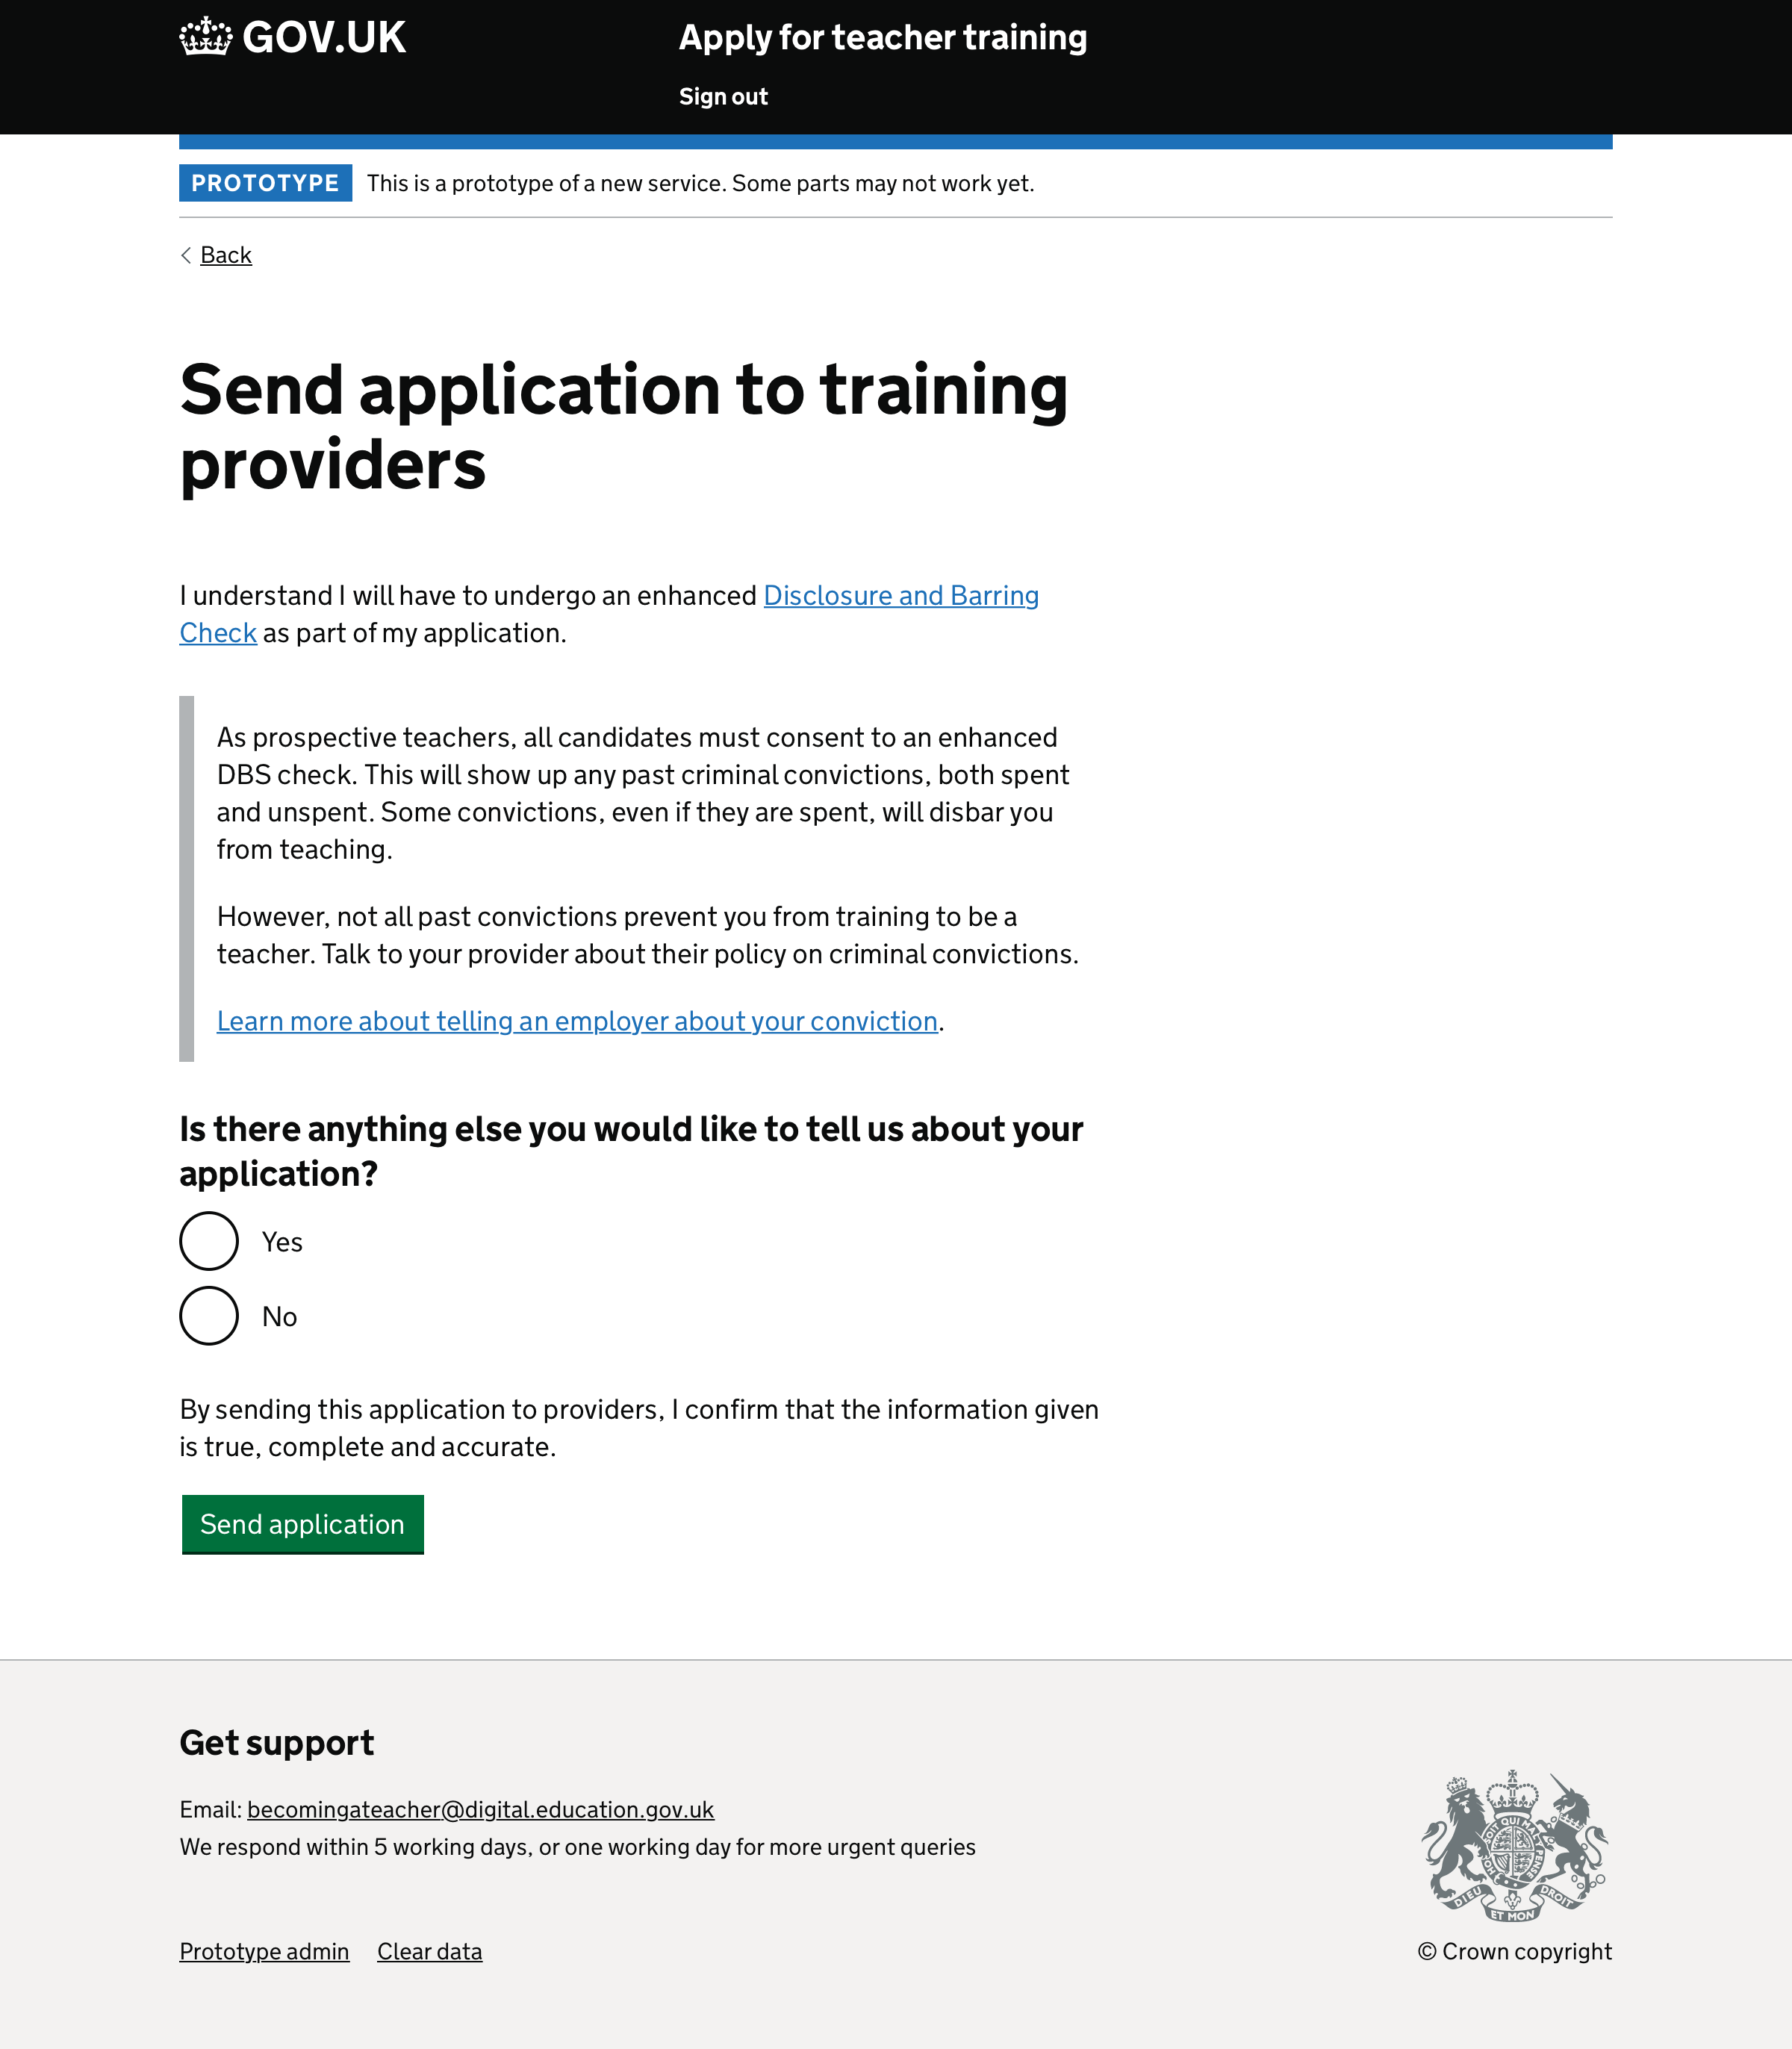 GOV.UK
Apply for teacher training
Sign out
PROTOTYPE This is a prototype of a new service. Some parts may not work yet.
Back
Send application to training
providers
I understand I will have to undergo an enhanced Disclosure and Barring
Check as part of my application.
As prospective teachers, all candidates must consent to an enhanced
DBS check. This will show up any past criminal convictions, both spent
and unspent. Some convictions, even if they are spent, will disbar you
from teaching.
However, not all past convictions prevent you from training to be a
teacher. Talk to your provider about their policy on criminal convictions.
Learn more about telling an employer about your conviction.
Is there anything else you would like to tell us about your
application?
Yes
No
By sending this application to providers, I confirm that the information given
is true, complete and accurate.
Send application
Get support
Email: becomingateacher@digital.education.gov.uk
We respond within 5 working days, or one working day for more urgent queries
DIEU ET MON DROIT
Prototype admin Clear data
© Crown copyright